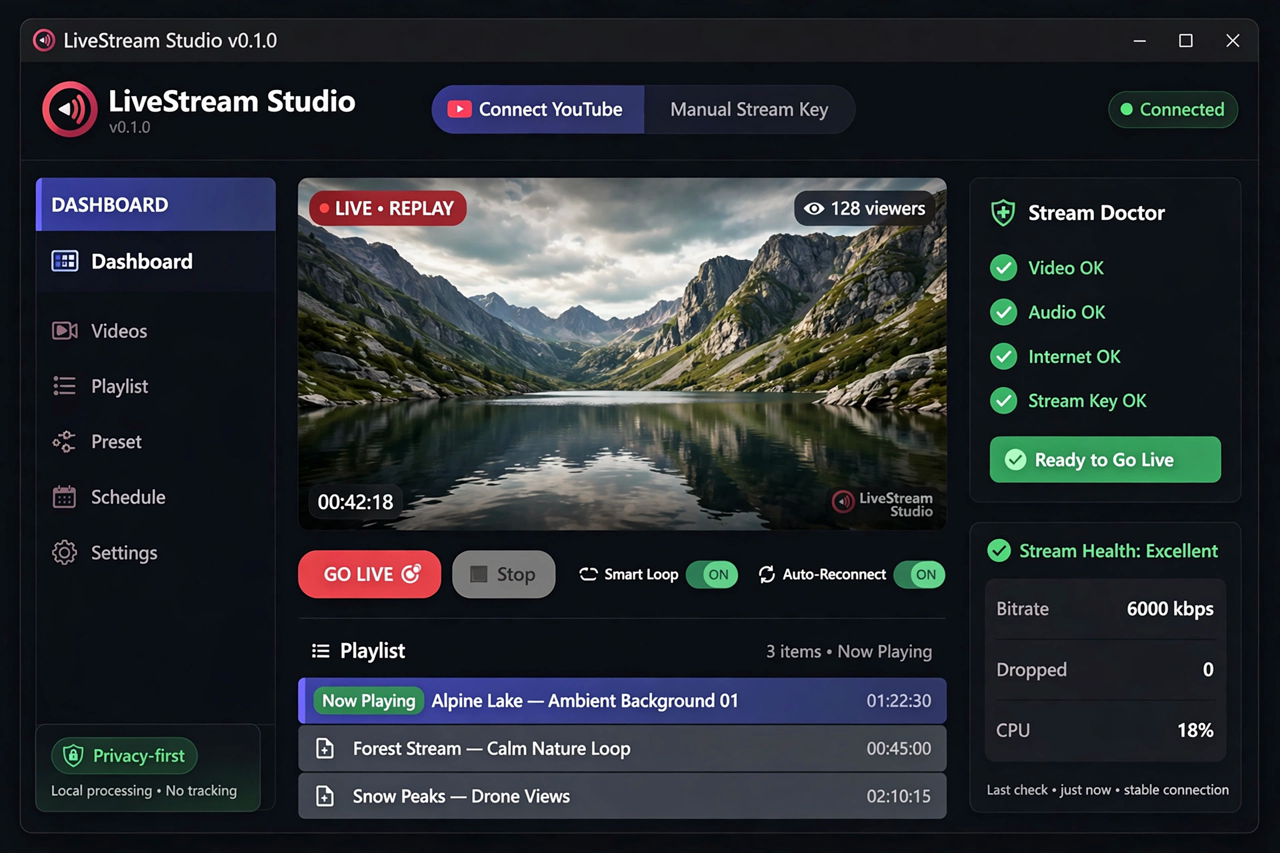 LiveStream Studio v0.1.0
LiveStream Studio
v0.1.0
Connect YouTube
Manual Stream Key
Connected
DASHBOARD
Dashboard
Videos
Playlist
Preset
Schedule
Settings
Privacy-first
Local processing • No tracking
LIVE • REPLAY
128 viewers
00:42:18
LiveStream
Studio
GO LIVE
Stop
Smart Loop
ON
Auto-Reconnect
ON
Playlist
3 items • Now Playing
Now Playing Alpine Lake — Ambient Background 01 01:22:30
Forest Stream — Calm Nature Loop 00:45:00
Snow Peaks — Drone Views 02:10:15
Stream Doctor
Video OK
Audio OK
Internet OK
Stream Key OK
Ready to Go Live
Stream Health: Excellent
Bitrate 6000 kbps
Dropped 0
CPU 18%
Last check • just now • stable connection